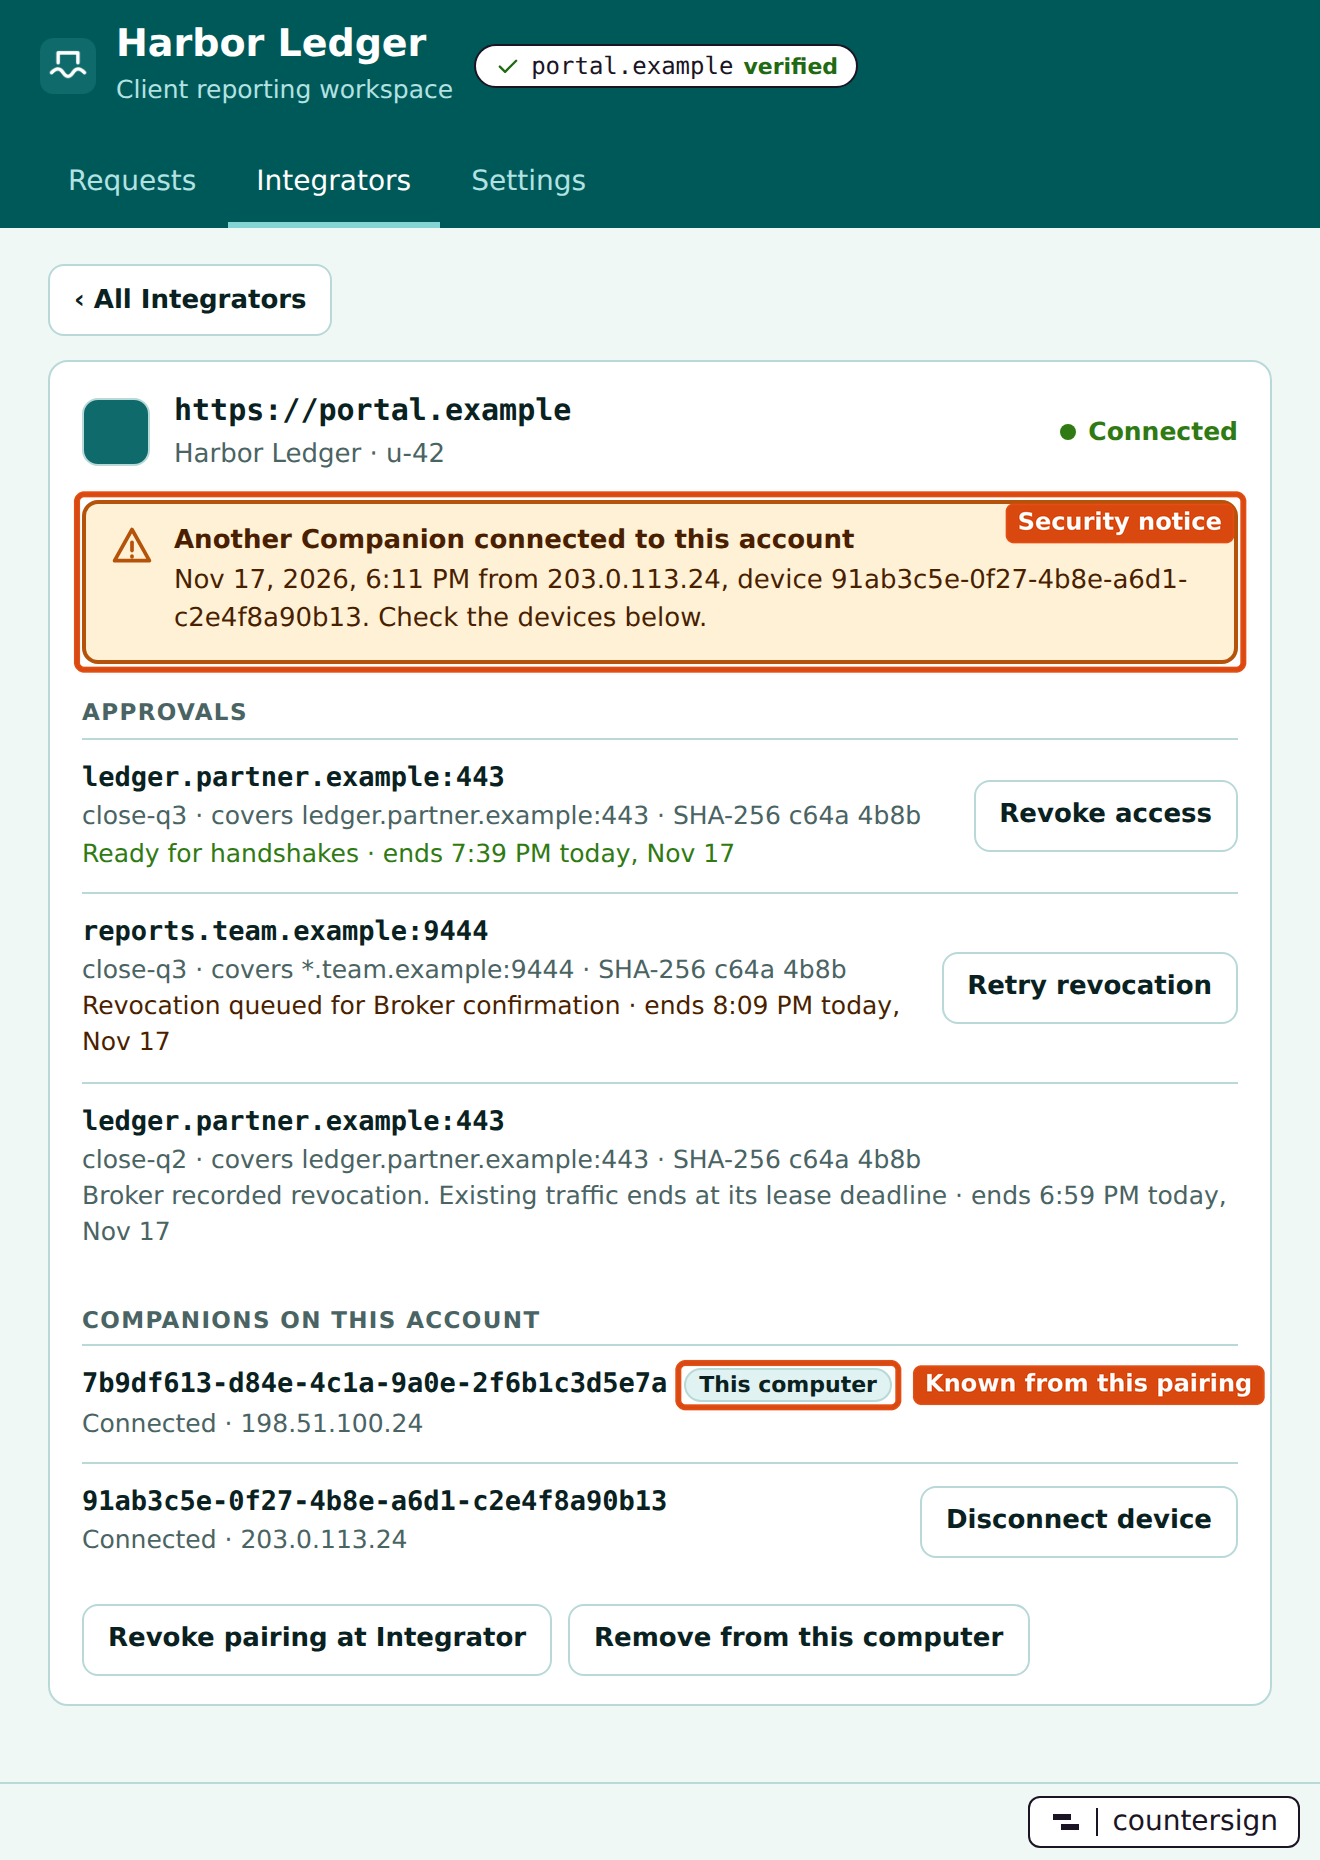 Harbor Ledger
Client reporting workspace
portal.example verified
Requests
Integrators
Settings
‹ All Integrators
https://portal.example
Harbor Ledger · u-42
Connected
Security notice
Another Companion connected to this account
Nov 17, 2026, 6:11 PM from 203.0.113.24, device 91ab3c5e-0f27-4b8e-a6d1-
c2e4f8a90b13. Check the devices below.
APPROVALS
ledger.partner.example:443
close-q3 · covers ledger.partner.example:443 · SHA-256 c64a 4b8b
Ready for handshakes · ends 7:39 PM today, Nov 17
Revoke access
reports.team.example:9444
close-q3 · covers *.team.example:9444 · SHA-256 c64a 4b8b
Revocation queued for Broker confirmation · ends 8:09 PM today,
Nov 17
Retry revocation
ledger.partner.example:443
close-q2 · covers ledger.partner.example:443 · SHA-256 c64a 4b8b
Broker recorded revocation. Existing traffic ends at its lease deadline · ends 6:59 PM today,
Nov 17
COMPANIONS ON THIS ACCOUNT
7b9df613-d84e-4c1a-9a0e-2f6b1c3d5e7a This computer
Known from this pairing
Connected · 198.51.100.24
91ab3c5e-0f27-4b8e-a6d1-c2e4f8a90b13
Connected · 203.0.113.24
Disconnect device
Revoke pairing at Integrator
Remove from this computer
countersign